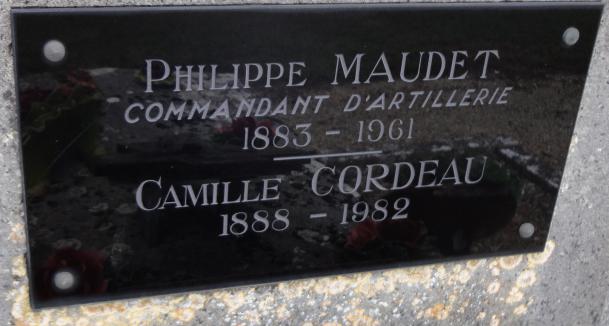 PHILIPPE MAUDET
COMMANDANT D'ARTILLERIE
1883 - 1961
CAMILLE CORDEAU
1888 - 1982